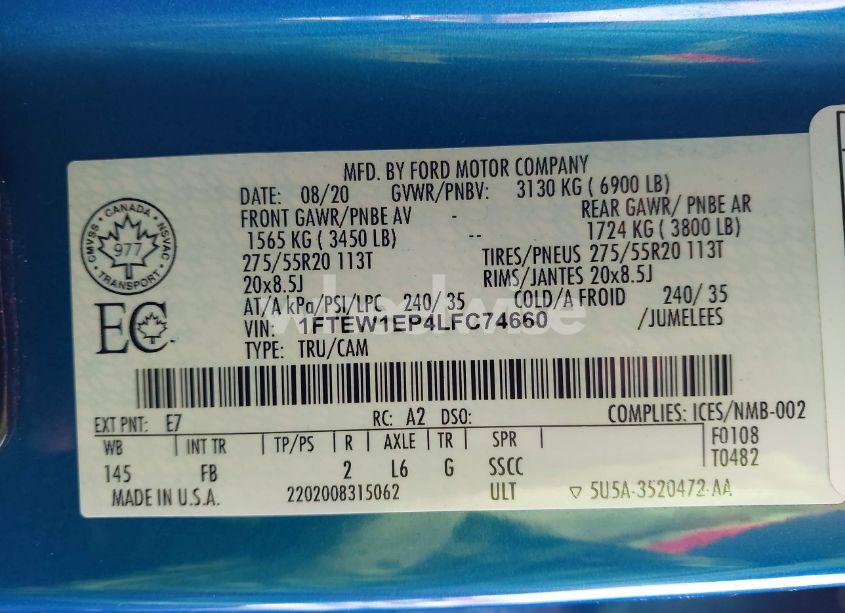 MFD. BY FORD MOTOR COMPANY
DATE: 08/20 GVWR/PNBV: 3130 KG ( 6900 LB)
FRONT GAWR/PNBE AV - REAR GAWR/ PNBE AR
1565 KG ( 3450 LB) -- 1724 KG ( 3800 LB)
275/55R20 113T TIRES/PNEUS 275/55R20 113T
20x8.5J RIMS/JANTES 20x8.5J
AT/A kPa/PSI/LPC 240/ 35 COLD/A FROID 240/ 35
VIN: 1FTEW1EP4LFC74660 /JUMELEES
TYPE: TRU/CAM
CMVSS · CANADA · NSVAC
977
TRANSPORT
EC
EXT PNT: E7 RC: A2 DSO: COMPLIES: ICES/NMB-002
WB INT TR TP/PS R AXLE TR SPR F0108
145 FB 2 L6 G SSCC T0482
MADE IN U.S.A. 2202008315062 ULT ▽ 5U5A-3520472-AA